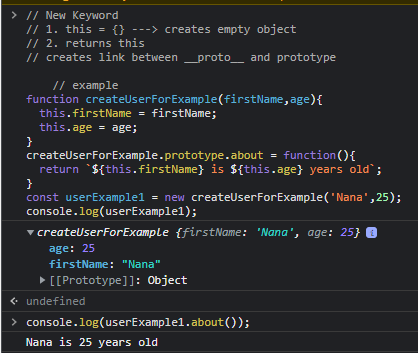 // New Keyword
// 1. this = {} ---> creates empty object
// 2. returns this
// creates link between __proto__ and prototype
// example
function createUserForExample(firstName,age){
this.firstName = firstName;
this.age = age;
}
createUserForExample.prototype.about = function(){
return `${this.firstName} is ${this.age} years old`;
}
const userExample1 = new createUserForExample('Nana',25);
console.log(userExample1);
createUserForExample {firstName: 'Nana', age: 25} i
age: 25
firstName: "Nana"
[[Prototype]]: Object
undefined
console.log(userExample1.about());
Nana is 25 years old